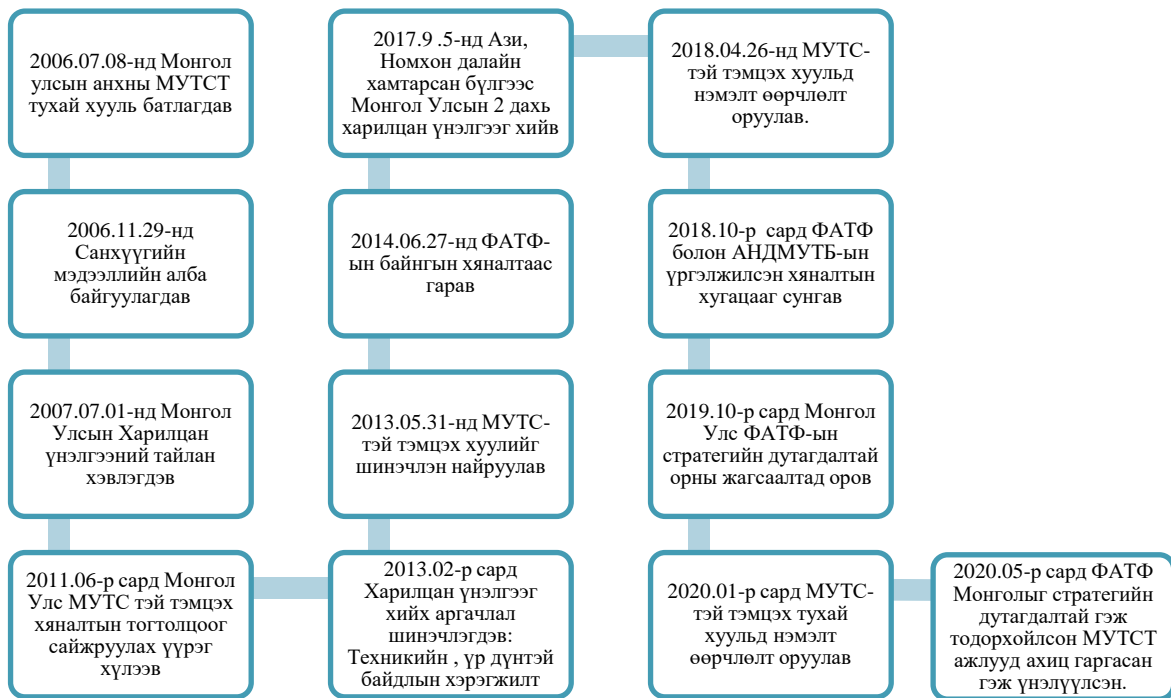 2006.07.08-нд Монгол
улсын анхны МУТСТ
тухай хууль батлагдав
2006.11.29-нд
Санхүүгийн
мэдээллийн алба
байгуулагдав
2007.07.01-нд Монгол
Улсын Харилцан
үнэлгээний тайлан
хэвлэгдэв
2011.06-р сард Монгол
Улс МУТС тэй тэмцэх
хяналтын тогтолцоог
сайжруулах үүрэг
хүлээв
2013.02-р сард
Харилцан үнэлгээг
хийх аргачлал
шинэчлэгдэв:
Техникийн , үр дүнтэй
байдлын хэрэгжилт
2013.05.31-нд МУТС-
тэй тэмцэх хуулийг
шинэчлэн найруулав
2014.06.27-нд ФАТФ-
ын байнгын хяналтаас
гарав
2017.9 .5-нд Ази,
Номхон далайн
хамтарсан бүлгээс
Монгол Улсын 2 дахь
харилцан үнэлгээг хийв
2018.04.26-нд МУТС-
тэй тэмцэх хуульд
нэмэлт өөрчлөлт
оруулав.
2018.10-р сард ФАТФ
болон АНДМУТБ-ын
үргэлжилсэн хяналтын
хугацааг сунгав
2019.10-р сард Монгол
Улс ФАТФ-ын
стратегийн дутагдалтай
орны жагсаалтад оров
2020.01-р сард МУТС-
тэй тэмцэх тухай
хуульд нэмэлт
өөрчлөлт оруулав
2020.05-р сард ФАТФ
Монголыг стратегийн
дутагдалтай гэж
тодорхойлсон МУТСТ
ажлууд ахиц гаргасан
гэж үнэлүүлсэн.